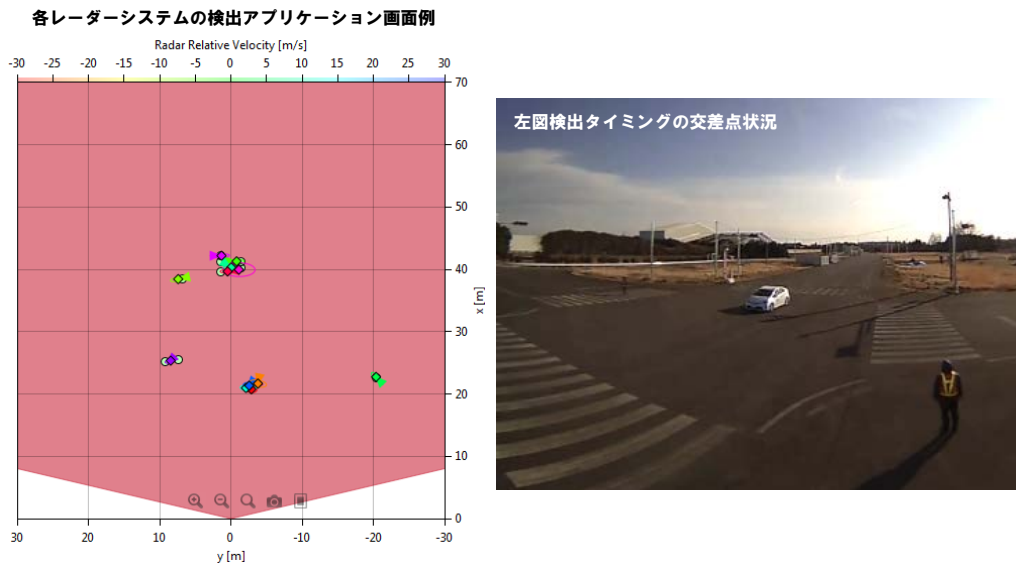 各レーダーシステムの検出アプリケーション画面例
Radar Relative Velocity [m/s]
-30 -25 -20 -15 -10 -5 0 5 10 15 20 25 30
70
60
50
40
30
20
10
0
x [m]
30 20 10 0 -10 -20 -30
y [m]
左図検出タイミングの交差点状況